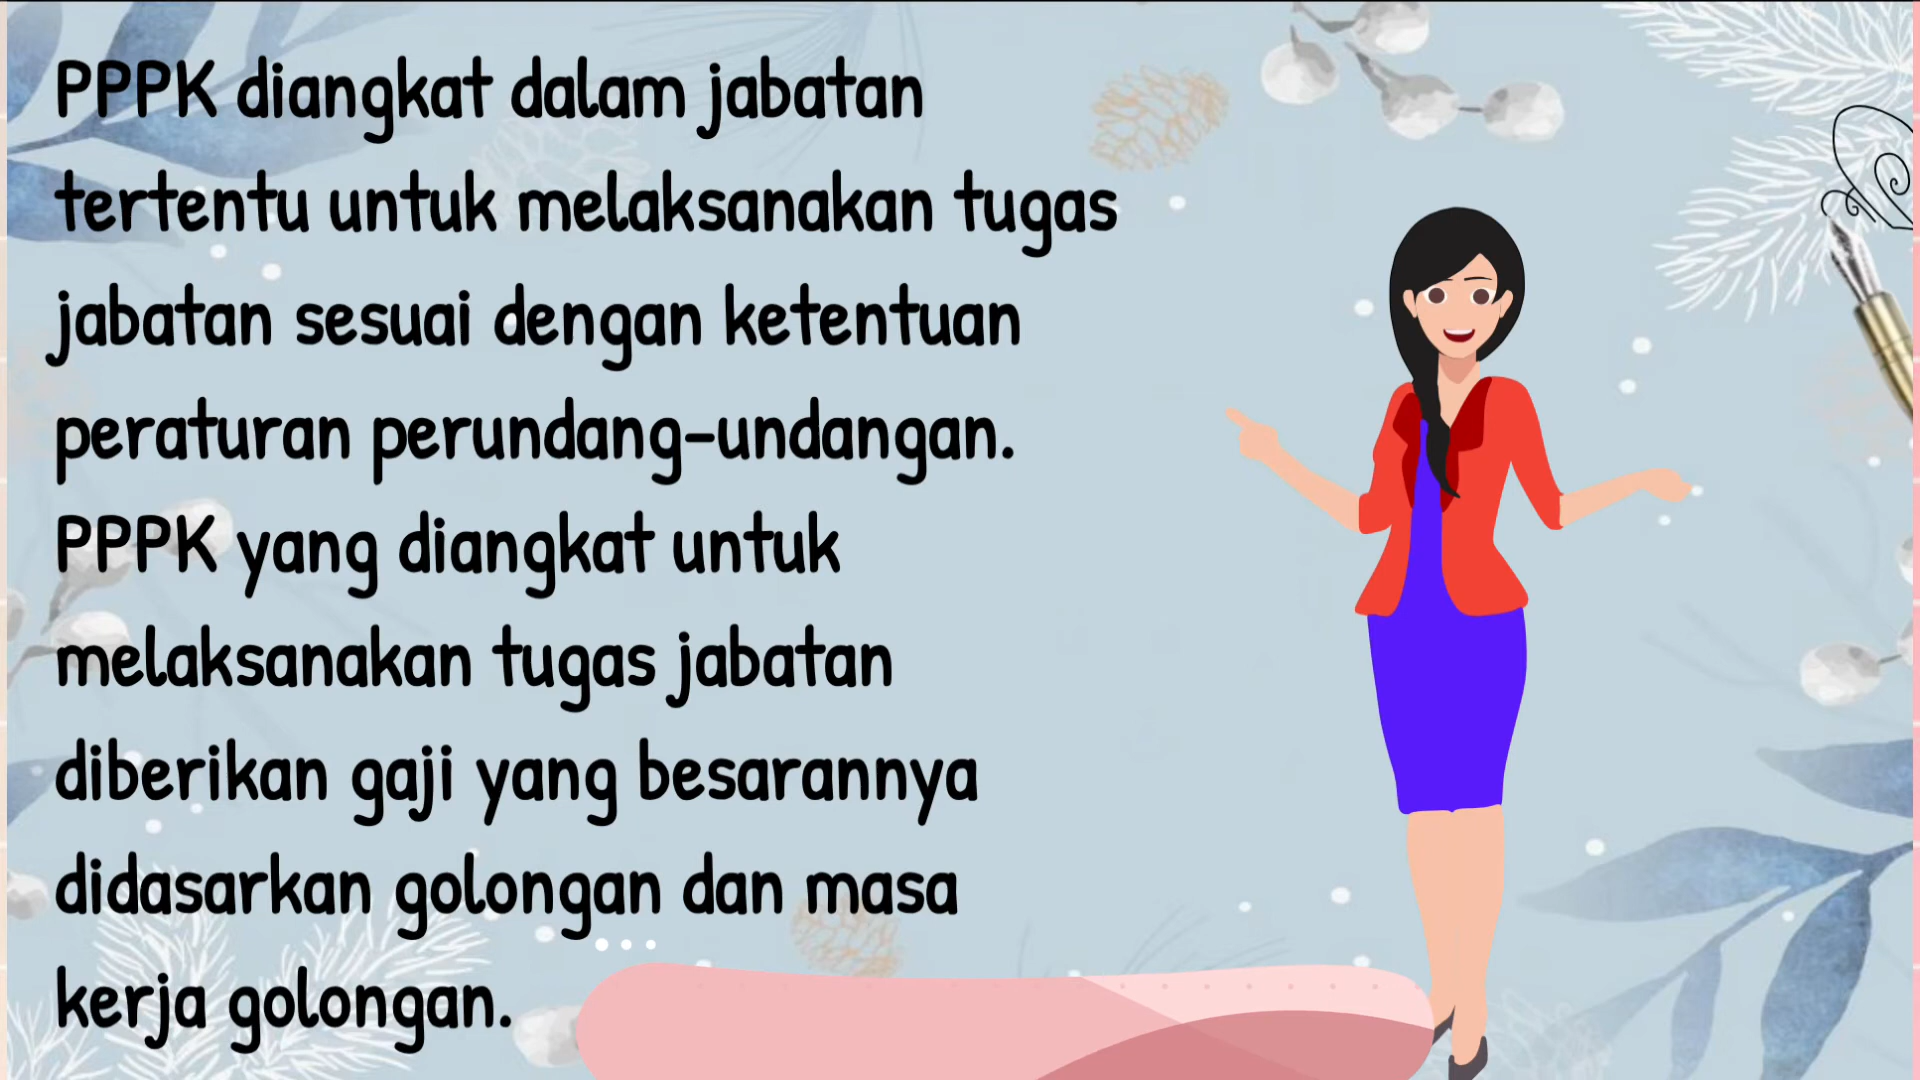 PPPK diangkat dalam jabatan
tertentu untuk melaksanakan tugas
jabatan sesuai dengan ketentuan
peraturan perundang-undangan.
PPPK yang diangkat untuk
melaksanakan tugas jabatan
diberikan gaji yang besarannya
didasarkan golongan dan masa
kerja golongan.